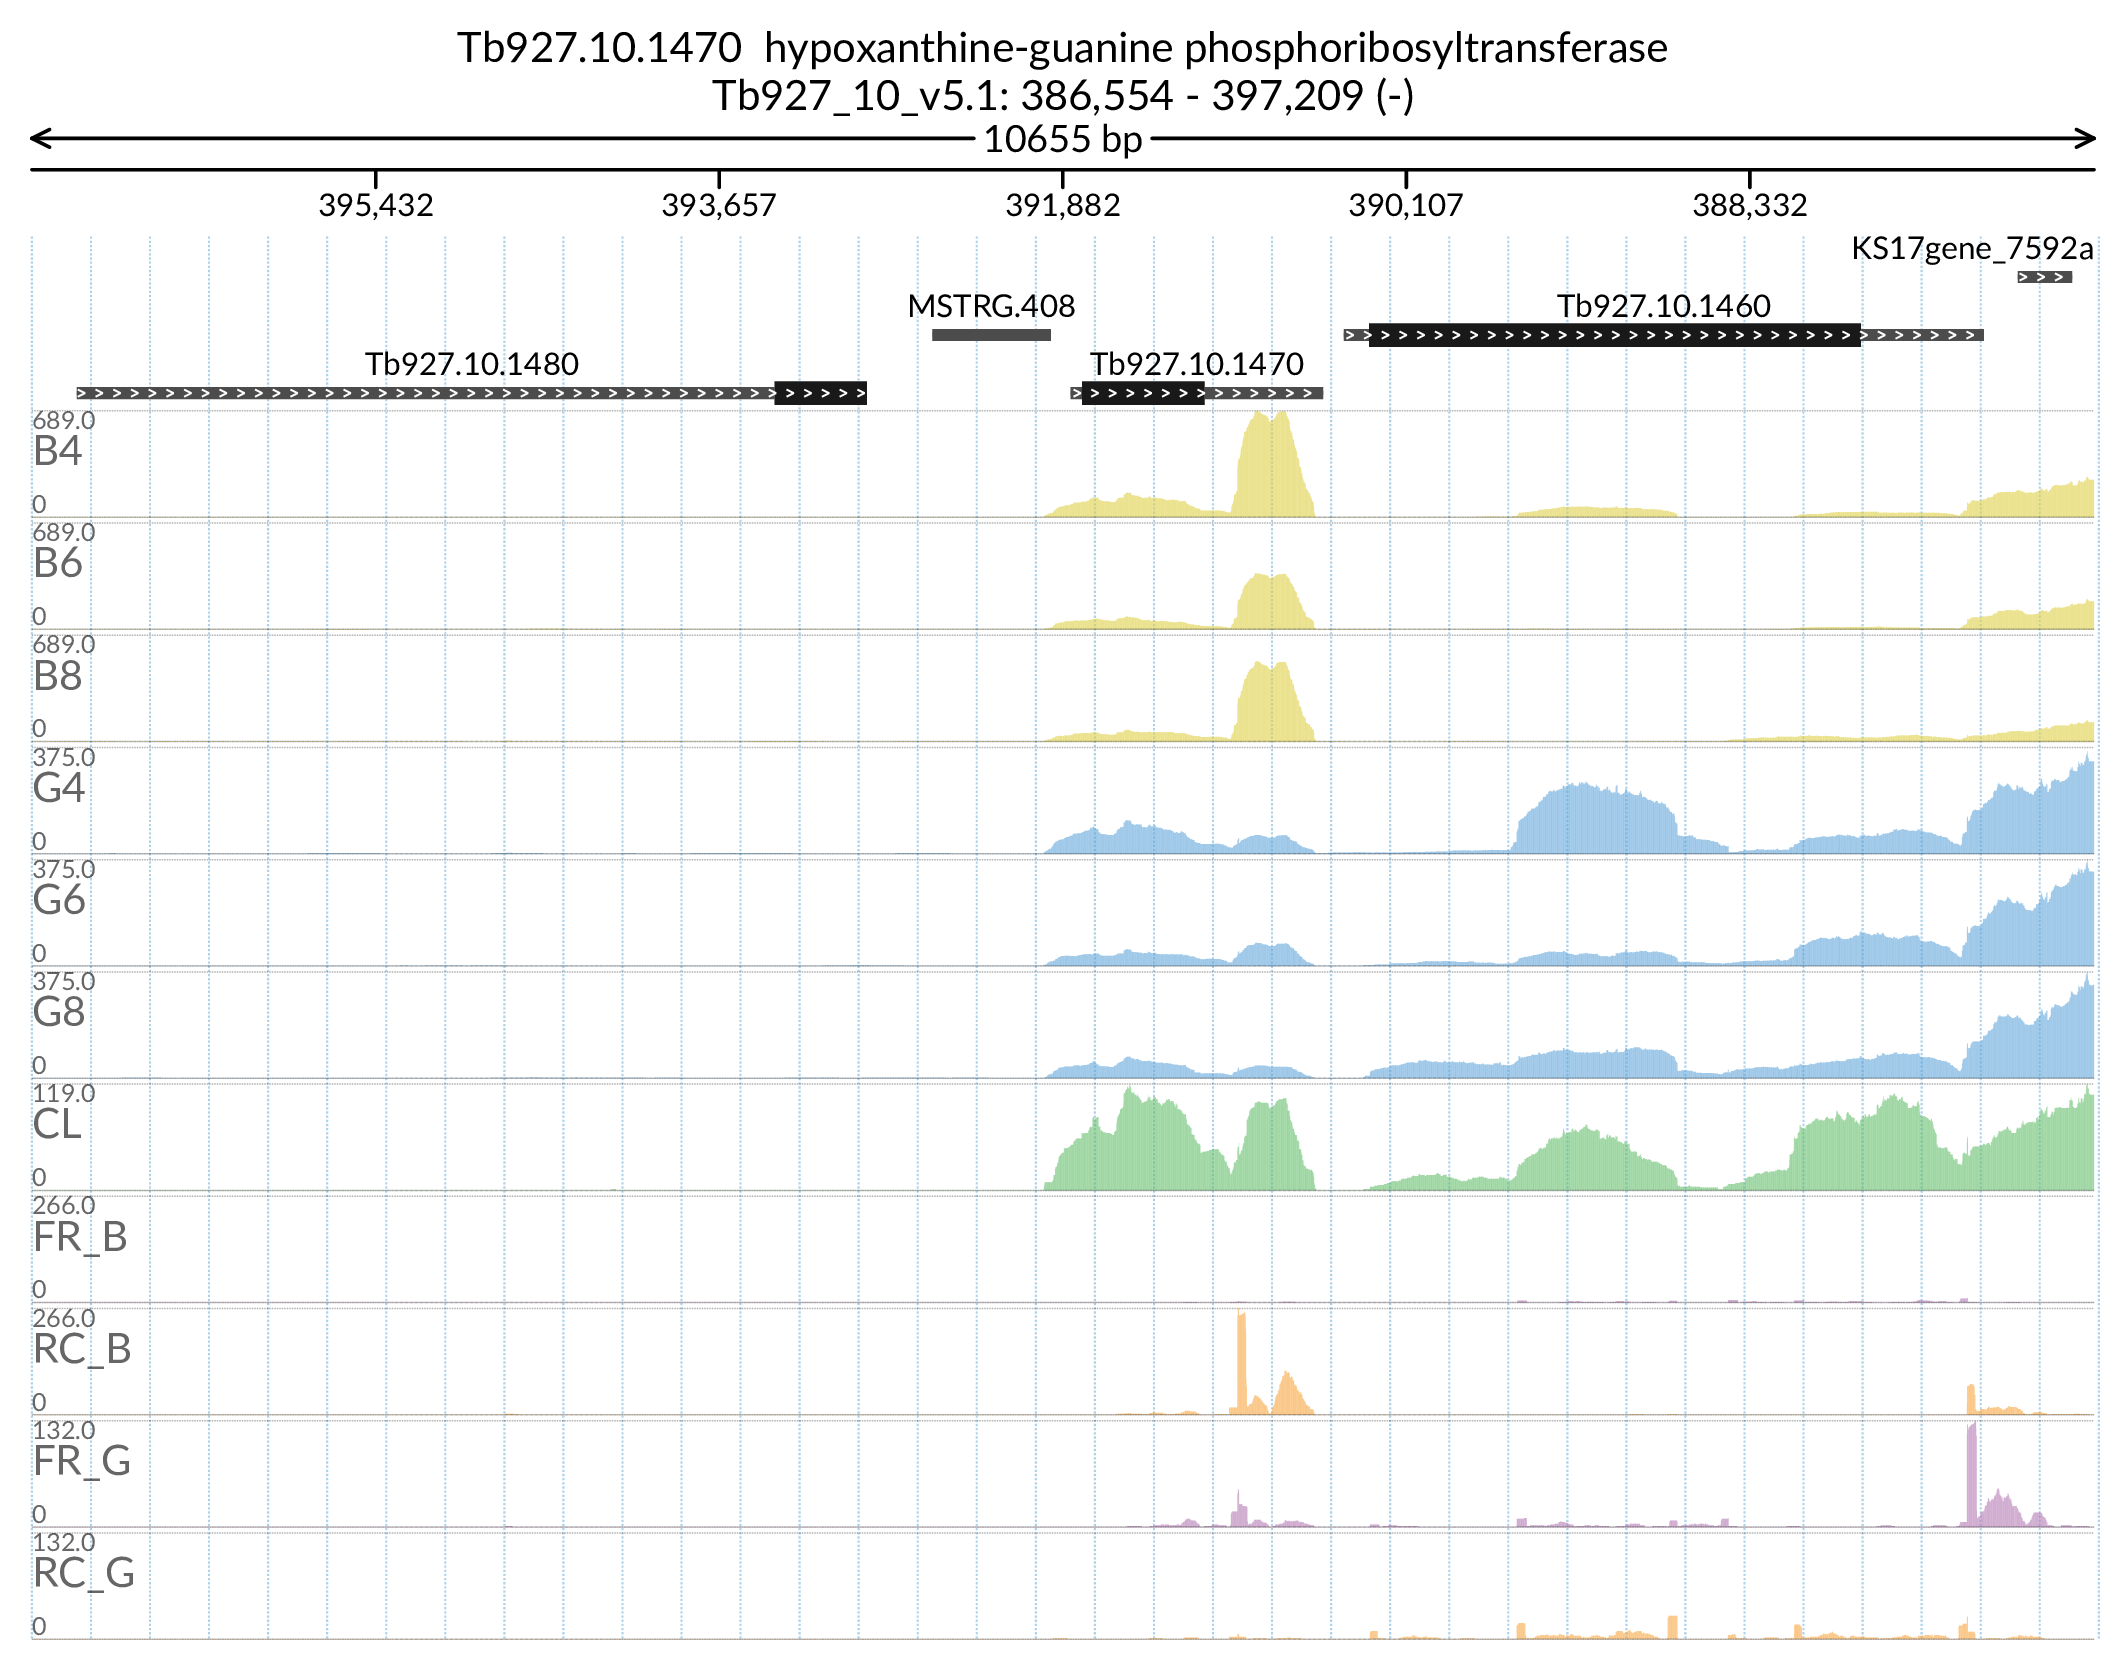 Tb927.10.1470  hypoxanthine-guanine phosphoribosyltransferase
Tb927_10_v5.1: 386,554 - 397,209 (-)
10655 bp
395,432 393,657 391,882 390,107 388,332
KS17gene_7592a
MSTRG.408 Tb927.10.1460
Tb927.10.1480 Tb927.10.1470
689.0
B4
0
689.0
B6
0
689.0
B8
0
375.0
G4
0
375.0
G6
0
375.0
G8
0
119.0
CL
0
266.0
FR_B
0
266.0
RC_B
0
132.0
FR_G
0
132.0
RC_G
0